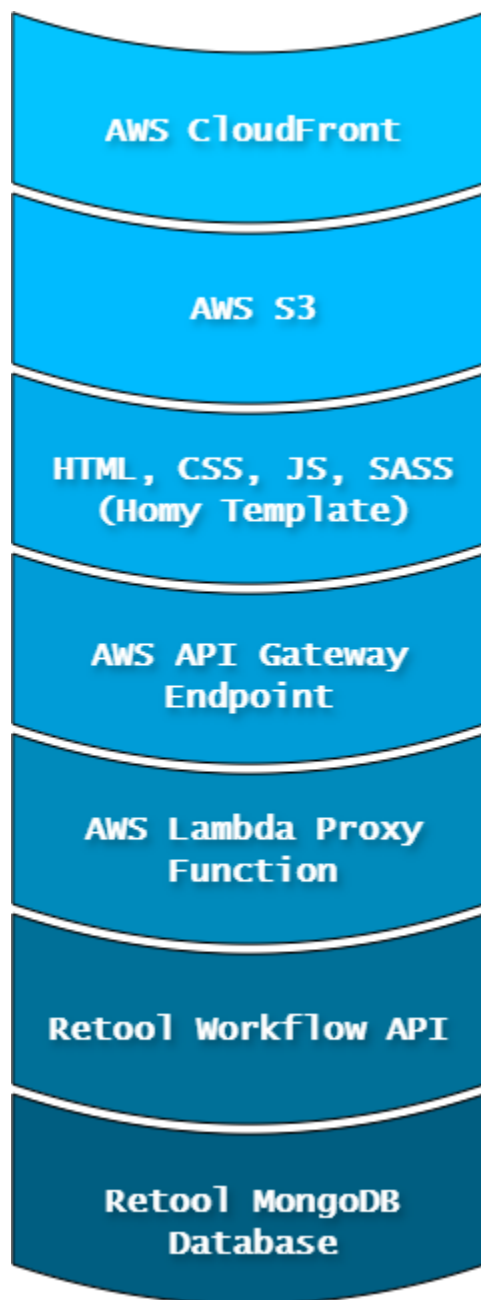 AWS CloudFront
AWS S3
HTML, CSS, JS, SASS
(Homy Template)
AWS API Gateway
Endpoint
AWS Lambda Proxy
Function
Retool Workflow API
Retool MongoDB
Database